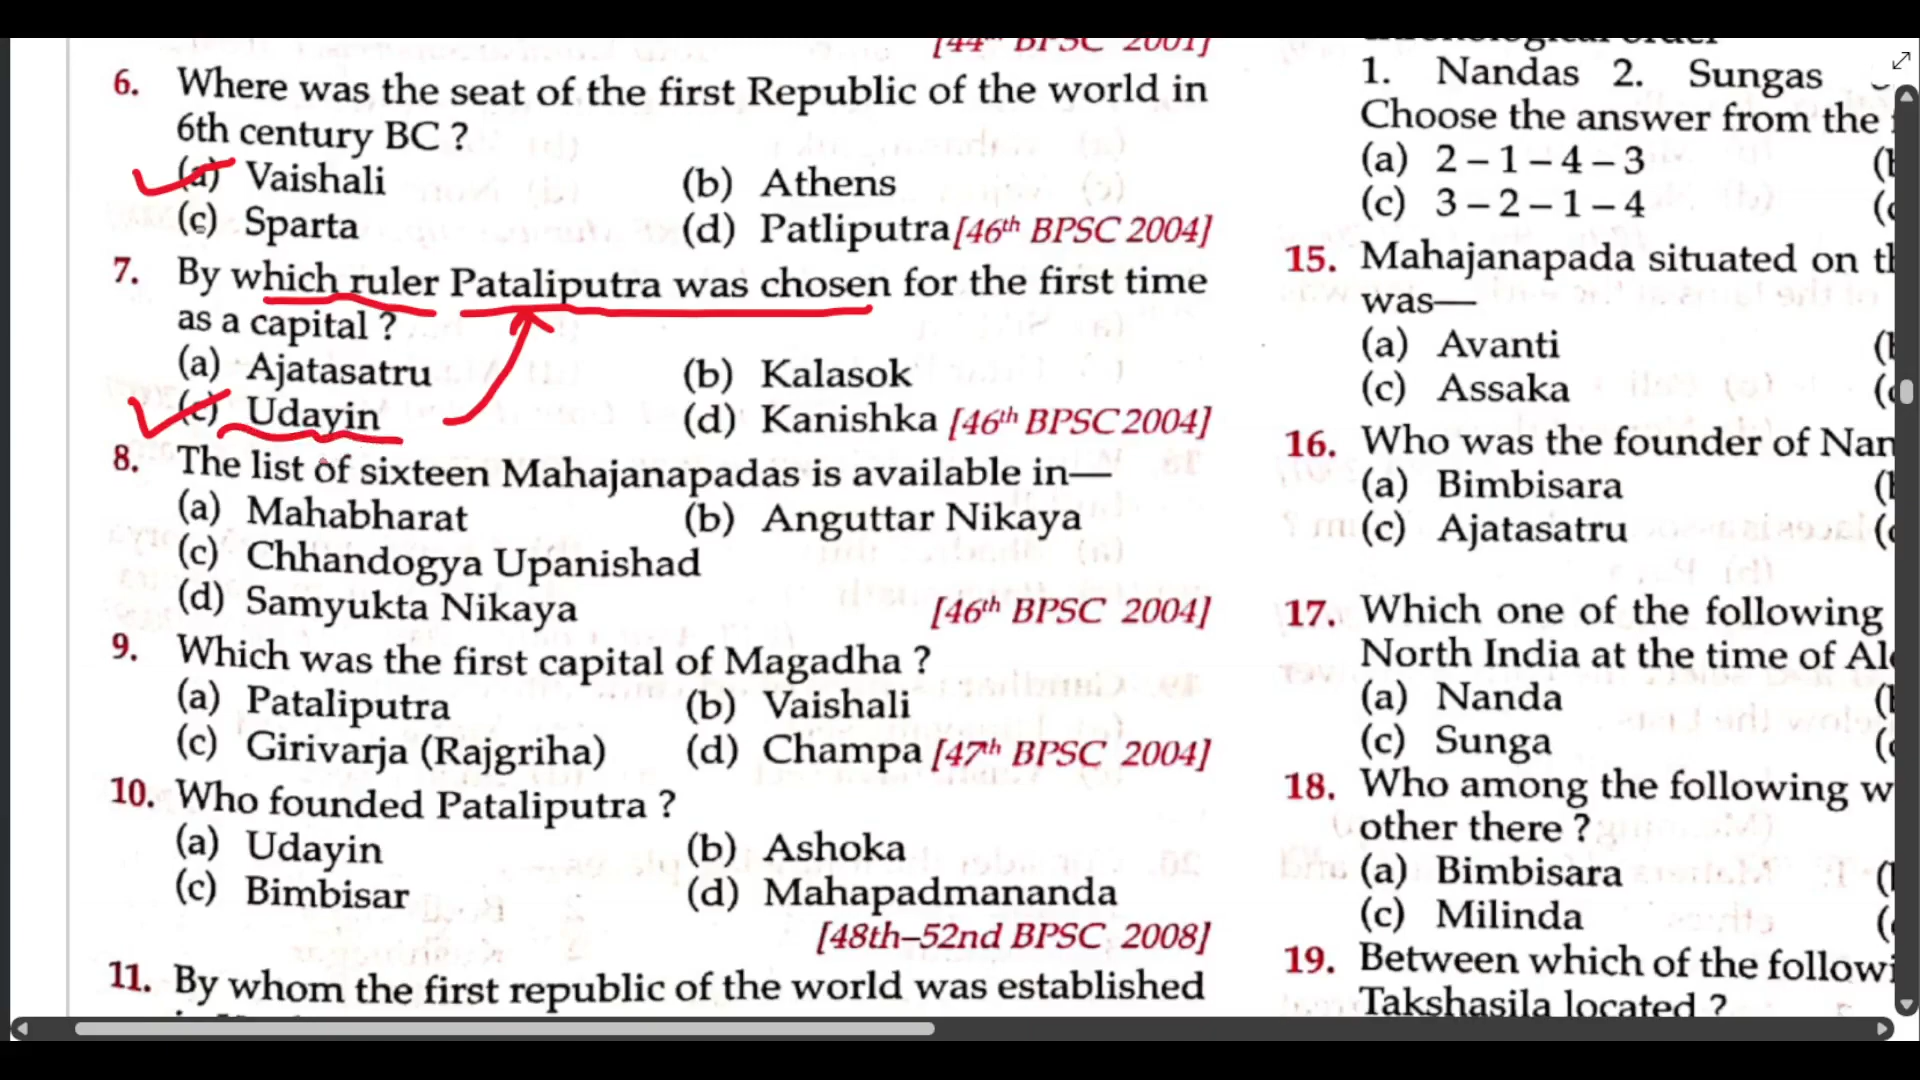 [44th BPSC 2001]
6. Where was the seat of the first Republic of the world in
6th century BC ?
(a) Vaishali (b) Athens
(c) Sparta (d) Patliputra [46th BPSC 2004]
7. By which ruler Pataliputra was chosen for the first time
as a capital ?
(a) Ajatasatru (b) Kalasok
(c) Udayin (d) Kanishka [46th BPSC 2004]
8. The list of sixteen Mahajanapadas is available in—
(a) Mahabharat (b) Anguttar Nikaya
(c) Chhandogya Upanishad
(d) Samyukta Nikaya [46th BPSC 2004]
9. Which was the first capital of Magadha ?
(a) Pataliputra (b) Vaishali
(c) Girivarja (Rajgriha) (d) Champa [47th BPSC 2004]
10. Who founded Pataliputra ?
(a) Udayin (b) Ashoka
(c) Bimbisar (d) Mahapadmananda
[48th–52nd BPSC 2008]
11. By whom the first republic of the world was established
chronological order
1. Nandas 2. Sungas
Choose the answer from the
(a) 2 – 1 – 4 – 3
(c) 3 – 2 – 1 – 4
15. Mahajanapada situated on
was—
(a) Avanti
(c) Assaka
16. Who was the founder of Nan
(a) Bimbisara
(c) Ajatasatru
17. Which one of the following
North India at the time of Al
(a) Nanda
(c) Sunga
18. Who among the following w
other there ?
(a) Bimbisara
(c) Milinda
19. Between which of the followi
Takshasila located ?